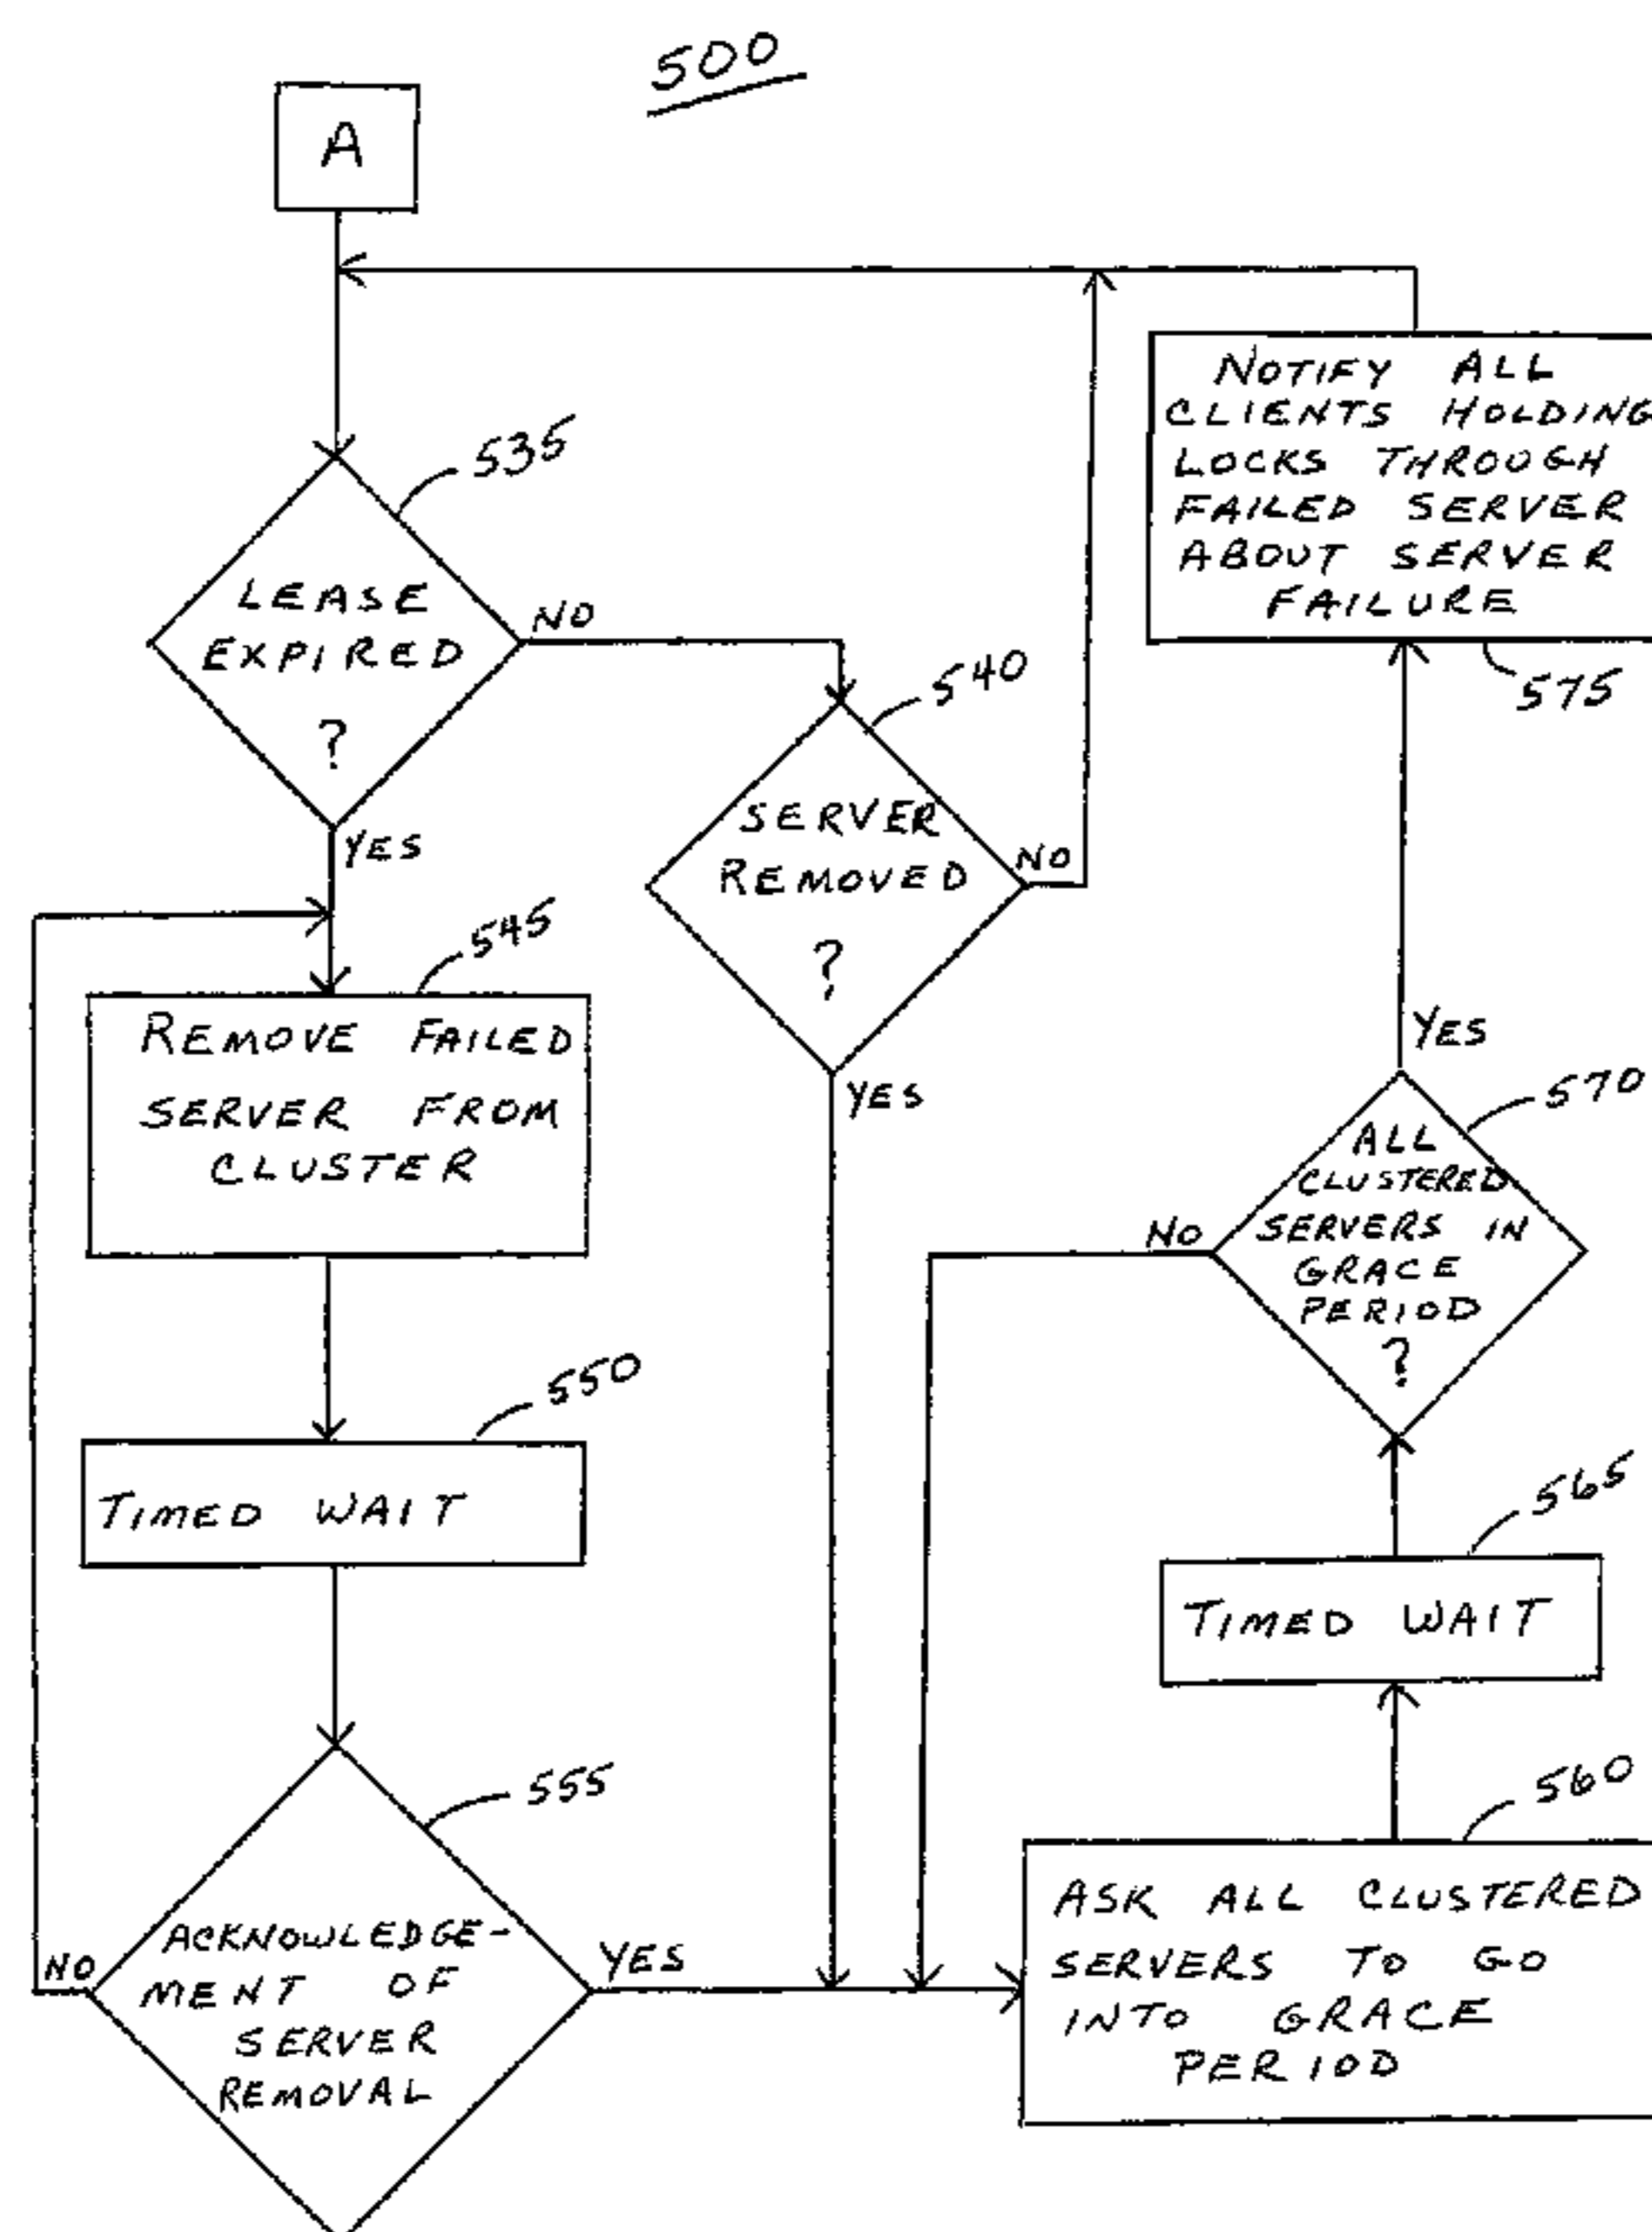 500
A
535
LEASE
EXPIRED
?
NO
YES
540
SERVER
REMOVED
?
NO
YES
545
REMOVE FAILED
SERVER FROM
CLUSTER
550
TIMED WAIT
555
ACKNOWLEDGE-
MENT OF
SERVER
REMOVAL
NO
YES
560
ASK ALL CLUSTERED
SERVERS TO GO
INTO GRACE
PERIOD
565
TIMED WAIT
570
ALL
CLUSTERED
SERVERS IN
GRACE
PERIOD
?
NO
YES
NOTIFY ALL
CLIENTS HOLDING
LOCKS THROUGH
FAILED SERVER
ABOUT SERVER
FAILURE
575